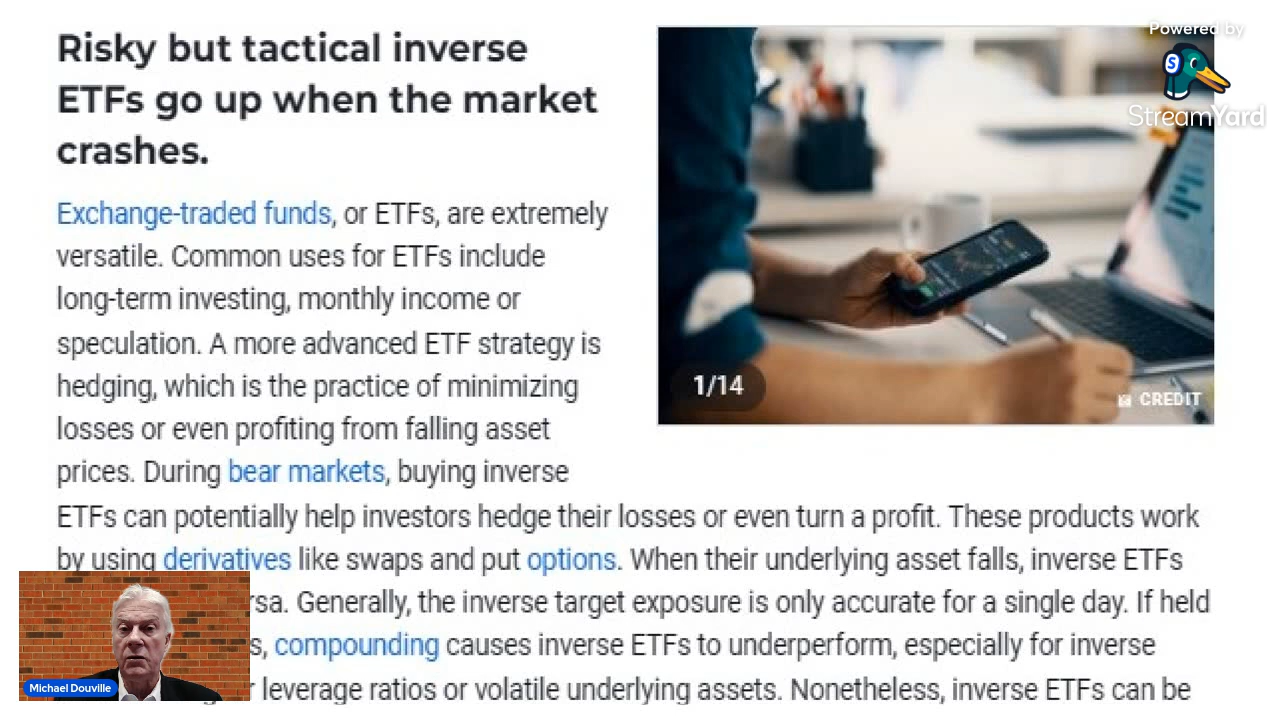 Risky but tactical inverse
ETFs go up when the market
crashes.
Exchange-traded funds, or ETFs, are extremely
versatile. Common uses for ETFs include
long-term investing, monthly income or
speculation. A more advanced ETF strategy is
hedging, which is the practice of minimizing
losses or even profiting from falling asset
prices. During bear markets, buying inverse
ETFs can potentially help investors hedge their losses or even turn a profit. These products work
by using derivatives like swaps and put options. When their underlying asset falls, inverse ETFs
rsa. Generally, the inverse target exposure is only accurate for a single day. If held
s, compounding causes inverse ETFs to underperform, especially for inverse
r leverage ratios or volatile underlying assets. Nonetheless, inverse ETFs can be
1/14
CREDIT
Powered by
S
StreamYard
Michael Douville